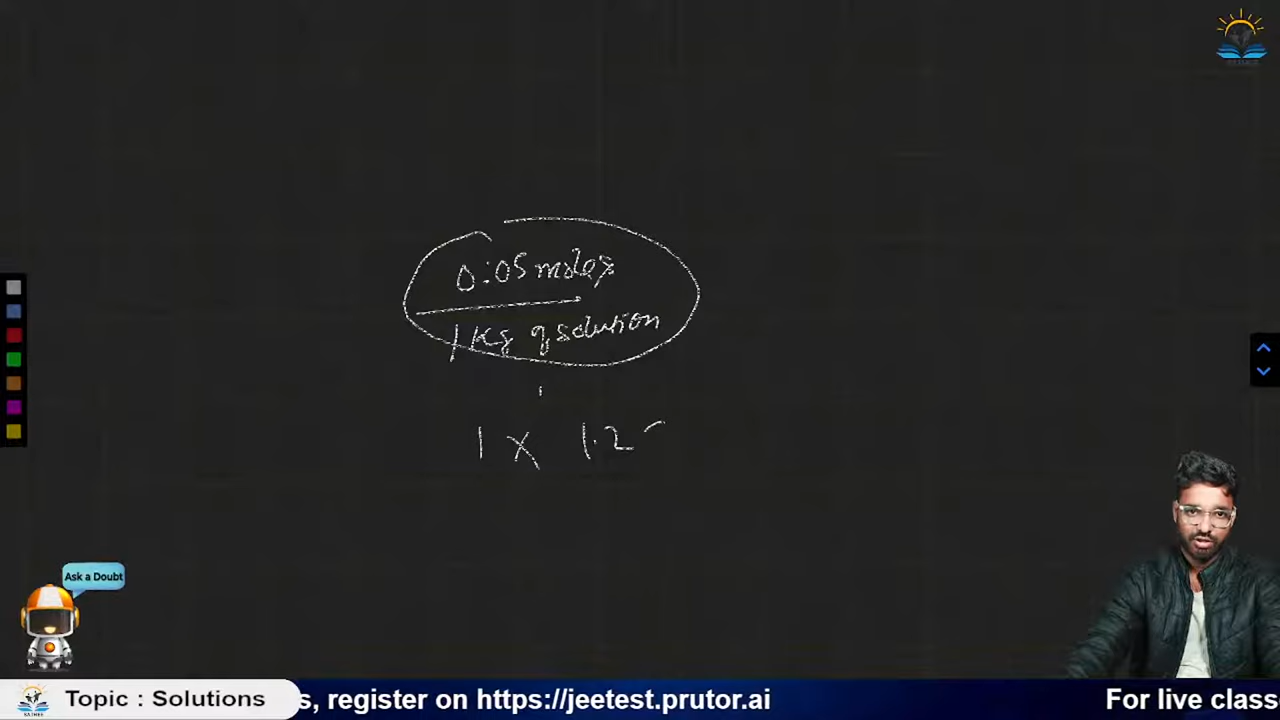 0.05 moles
1 Kg of solution
1 X 1.2
Ask a Doubt
Topic : Solutions
s, register on https://jeetest.prutor.ai
For live class
SATHEE